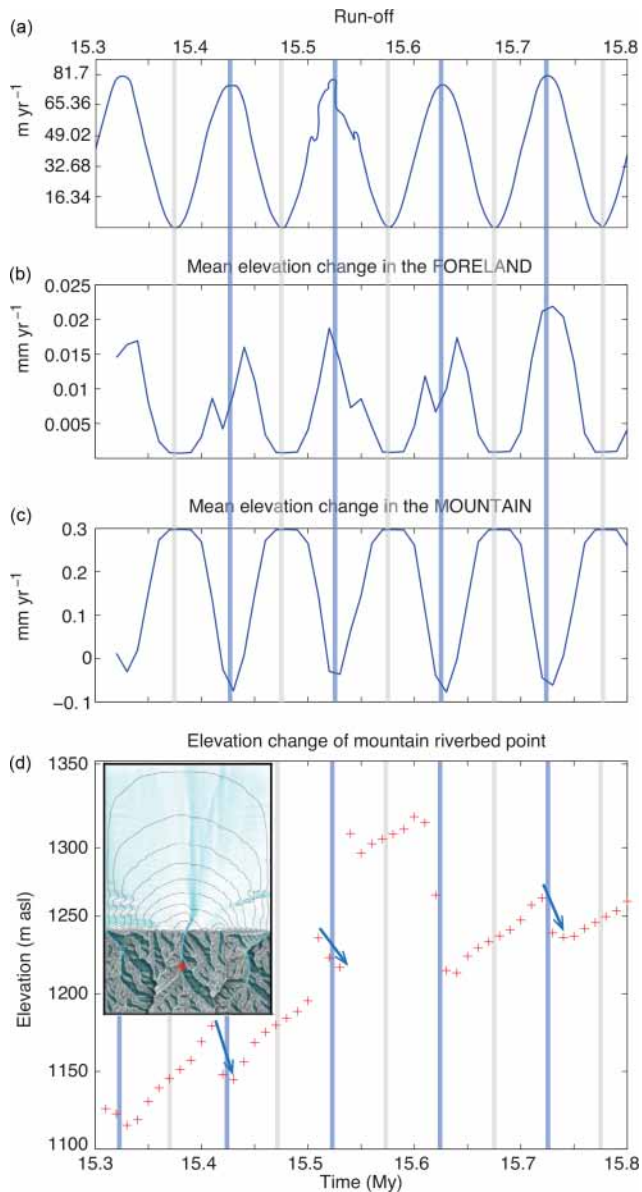 (a)
Run-off
15.3 15.4 15.5 15.6 15.7 15.8
81.7
65.36
49.02
32.68
16.34
m yr−1
(b)
Mean elevation change in the FORELAND
0.025
0.02
0.015
0.01
0.005
mm yr−1
(c)
Mean elevation change in the MOUNTAIN
0.3
0.2
0.1
0
−0.1
mm yr−1
(d)
Elevation change of mountain riverbed point
1350
1300
1250
1200
1150
1100
Elevation (m asl)
15.3 15.4 15.5 15.6 15.7 15.8
Time (My)